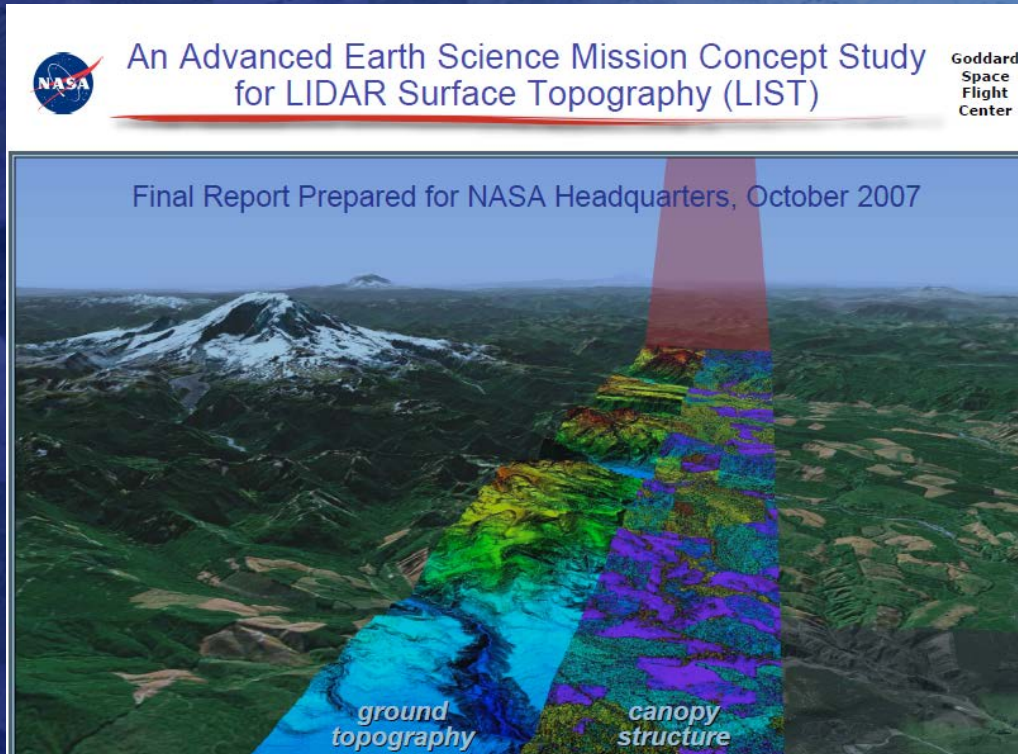 NASA
An Advanced Earth Science Mission Concept Study
for LIDAR Surface Topography (LIST)
Goddard
Space
Flight
Center
Final Report Prepared for NASA Headquarters, October 2007
ground
topography
canopy
structure